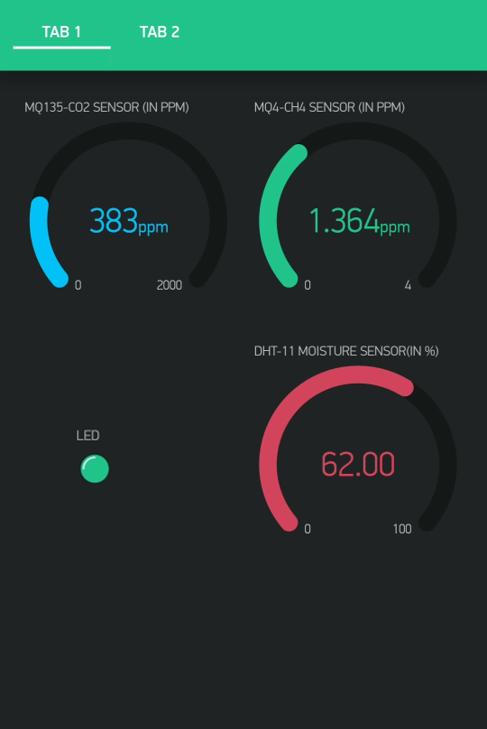 TAB 1 TAB 2
MQ135-CO2 SENSOR (IN PPM) MQ4-CH4 SENSOR (IN PPM)
383ppm 1.364ppm
0 2000 0 4
DHT-11 MOISTURE SENSOR(IN %)
LED
62.00
0 100